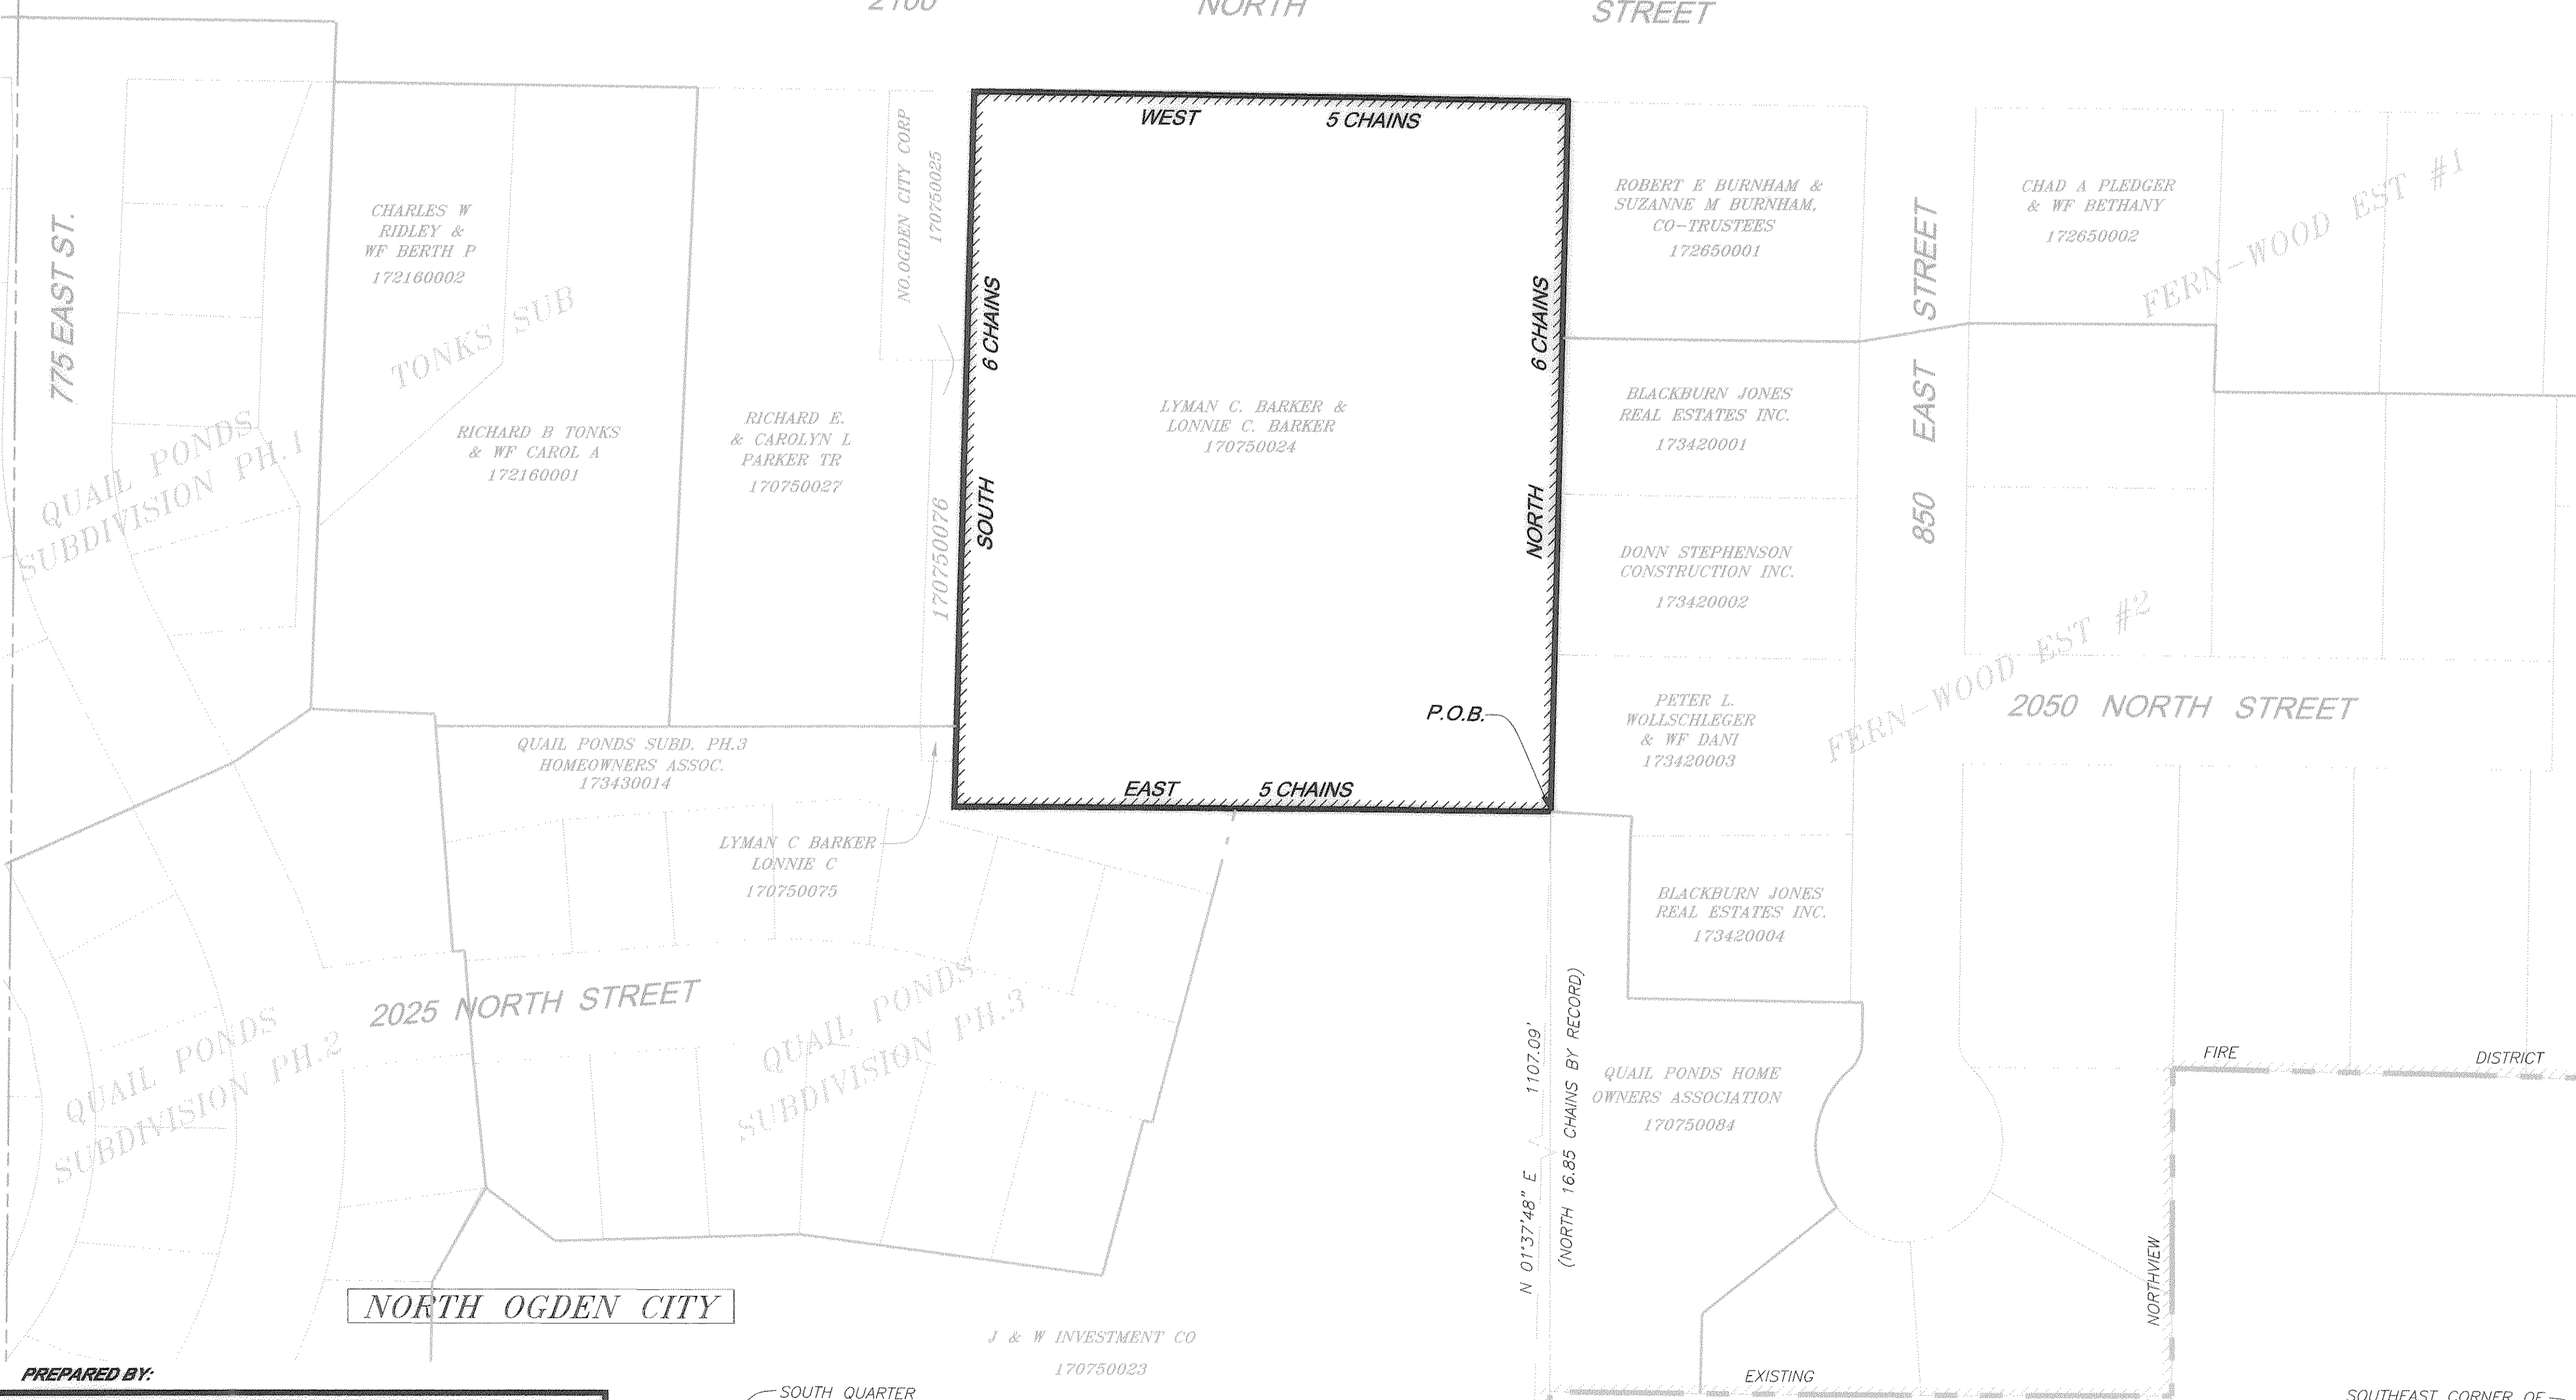 2100 NORTH STREET
775 EAST ST.
CHARLES W
RIDLEY &
WF BERTH P
172160002
TONKS SUB
RICHARD B TONKS
& WF CAROL A
172160001
RICHARD E.
& CAROLYN L
PARKER TR
170750027
NO.OGDEN CITY CORP
170750025
170750076
WEST 5 CHAINS
6 CHAINS
SOUTH
6 CHAINS
NORTH
LYMAN C. BARKER &
LONNIE C. BARKER
170750024
P.O.B.
EAST 5 CHAINS
ROBERT E BURNHAM &
SUZANNE M BURNHAM,
CO-TRUSTEES
172650001
BLACKBURN JONES
REAL ESTATES INC.
173420001
DONN STEPHENSON
CONSTRUCTION INC.
173420002
PETER L.
WOLLSCHLEGER
& WF DANI
173420003
BLACKBURN JONES
REAL ESTATES INC.
173420004
850 EAST STREET
CHAD A PLEDGER
& WF BETHANY
172650002
FERN-WOOD EST #1
FERN-WOOD EST #2
2050 NORTH STREET
QUAIL PONDS
SUBDIVISION PH.1
QUAIL PONDS SUBD. PH.3
HOMEOWNERS ASSOC.
173430014
LYMAN C BARKER
LONNIE C
170750075
2025 NORTH STREET
QUAIL PONDS
SUBDIVISION PH.2
QUAIL PONDS
SUBDIVISION PH.3
N 01°37'48" E 1107.09'
(NORTH 16.85 CHAINS BY RECORD)
QUAIL PONDS HOME
OWNERS ASSOCIATION
170750084
FIRE DISTRICT
NORTHVIEW
EXISTING
NORTH OGDEN CITY
J & W INVESTMENT CO
170750023
PREPARED BY:
SOUTH QUARTER
SOUTHEAST CORNER OF